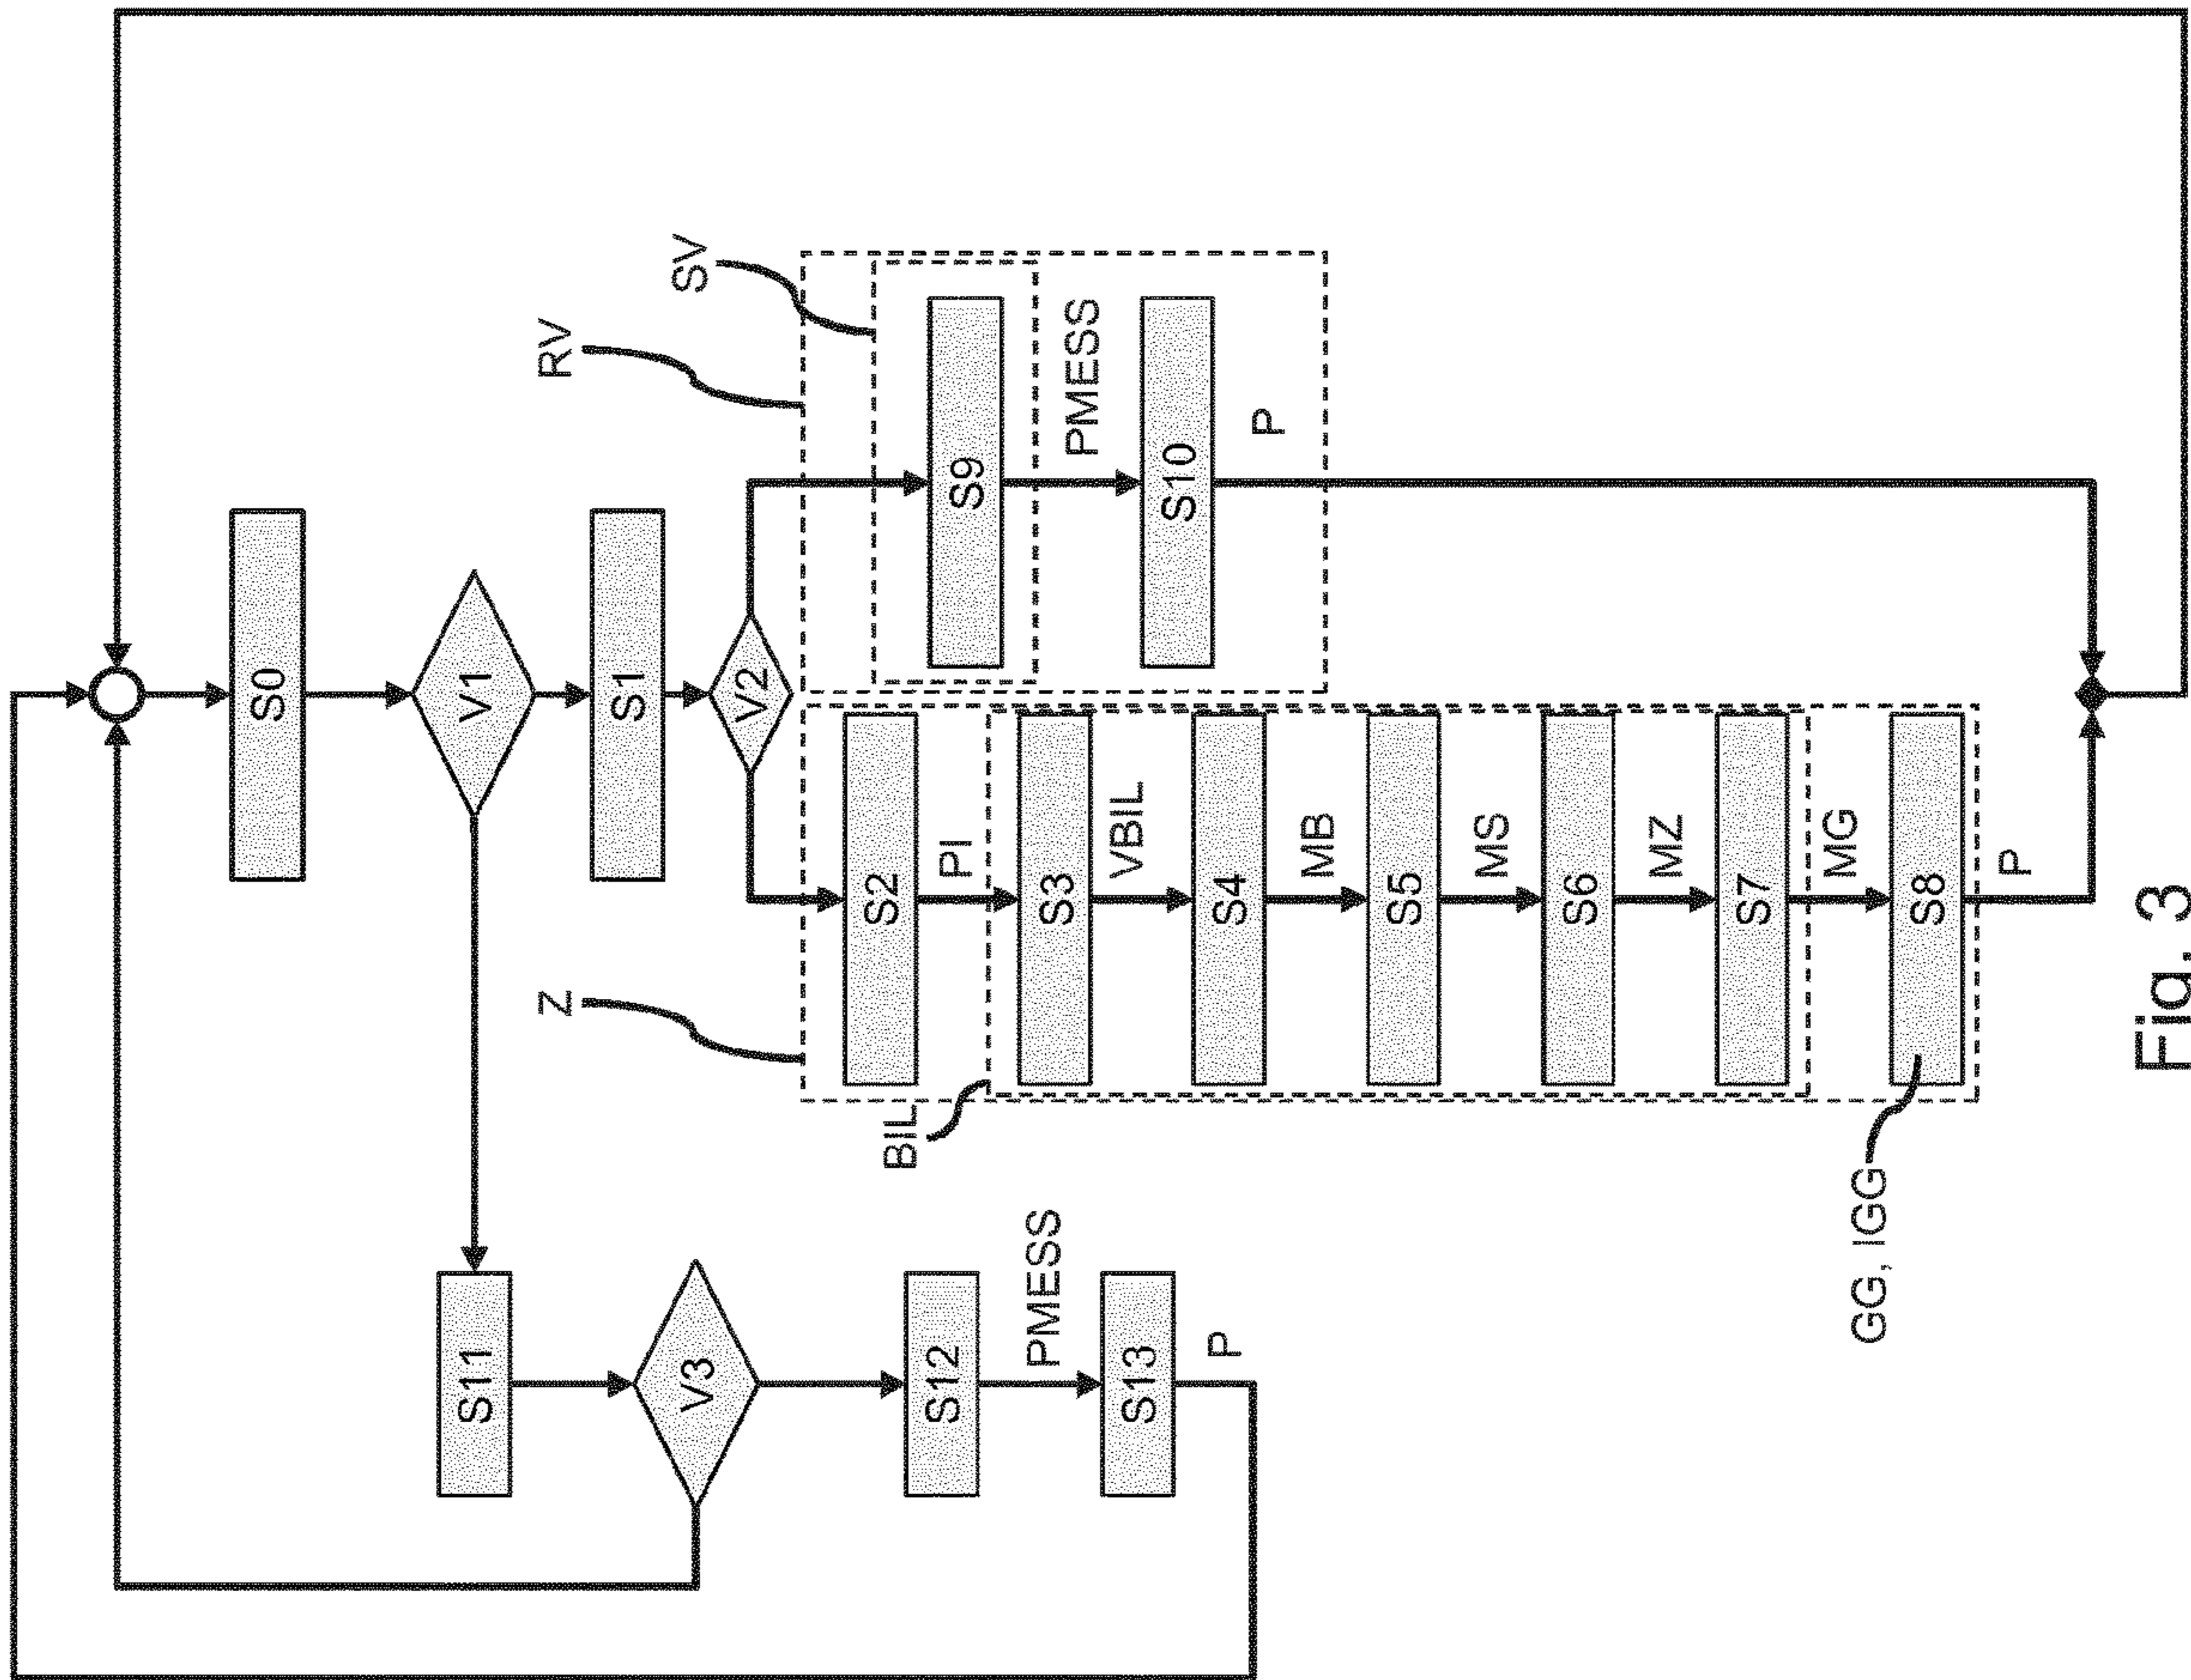 S0
V1
S1
V2
RV
SV
S9
PMESS
S10
P
Z
S2
PI
BIL
S3
VBIL
S4
MB
S5
MS
S6
MZ
S7
MG
GG, IGG
S8
P
S11
V3
S12
PMESS
S13
P
Fig. 3